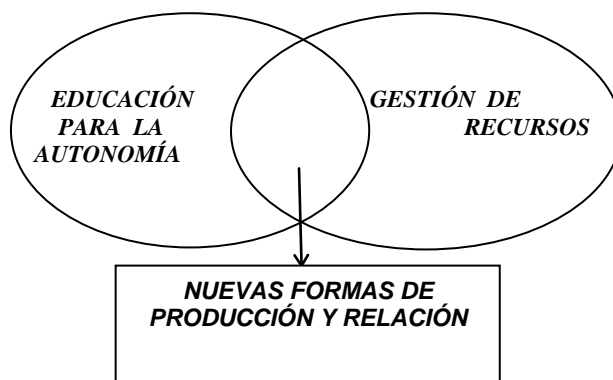 EDUCACIÓN
PARA LA
AUTONOMÍA
GESTIÓN DE
RECURSOS
NUEVAS FORMAS DE
PRODUCCIÓN Y RELACIÓN